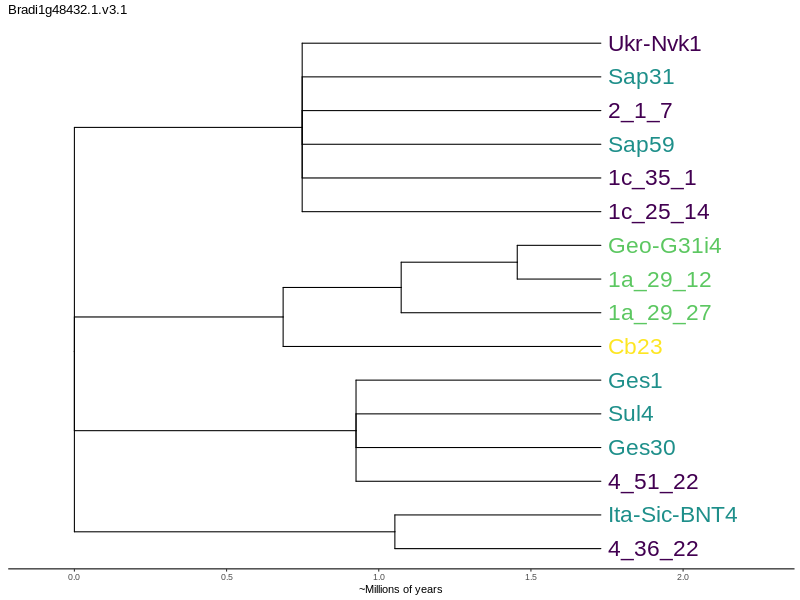 Bradi1g48432.1.v3.1
Ukr-Nvk1
Sap31
2_1_7
Sap59
1c_35_1
1c_25_14
Geo-G31i4
1a_29_12
1a_29_27
Cb23
Ges1
Sul4
Ges30
4_51_22
Ita-Sic-BNT4
4_36_22
0.0 0.5 1.0 1.5 2.0
~Millions of years